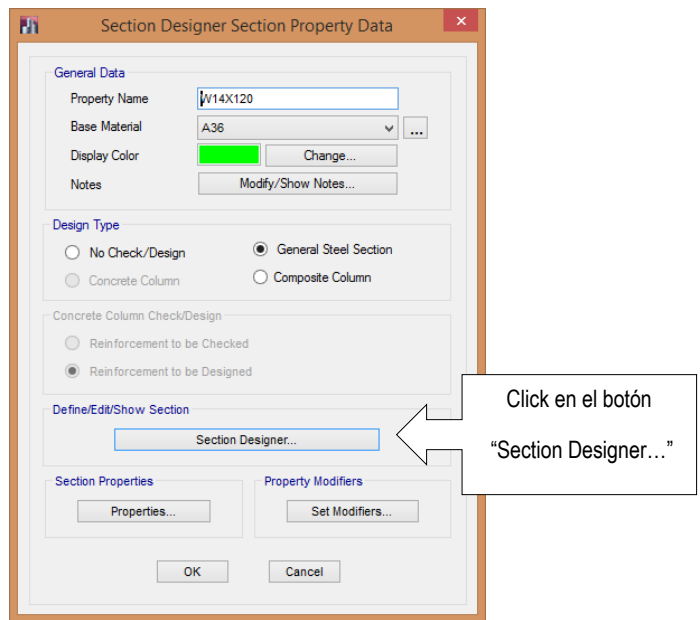 Section Designer Section Property Data
General Data
Property Name W14X120
Base Material A36 ...
Display Color Change...
Notes Modify/Show Notes...
Design Type
No Check/Design General Steel Section
Concrete Column Composite Column
Concrete Column Check/Design
Reinforcement to be Checked
Reinforcement to be Designed
Define/Edit/Show Section
Section Designer...
Click en el botón
“Section Designer…”
Section Properties Property Modifiers
Properties... Set Modifiers...
OK Cancel